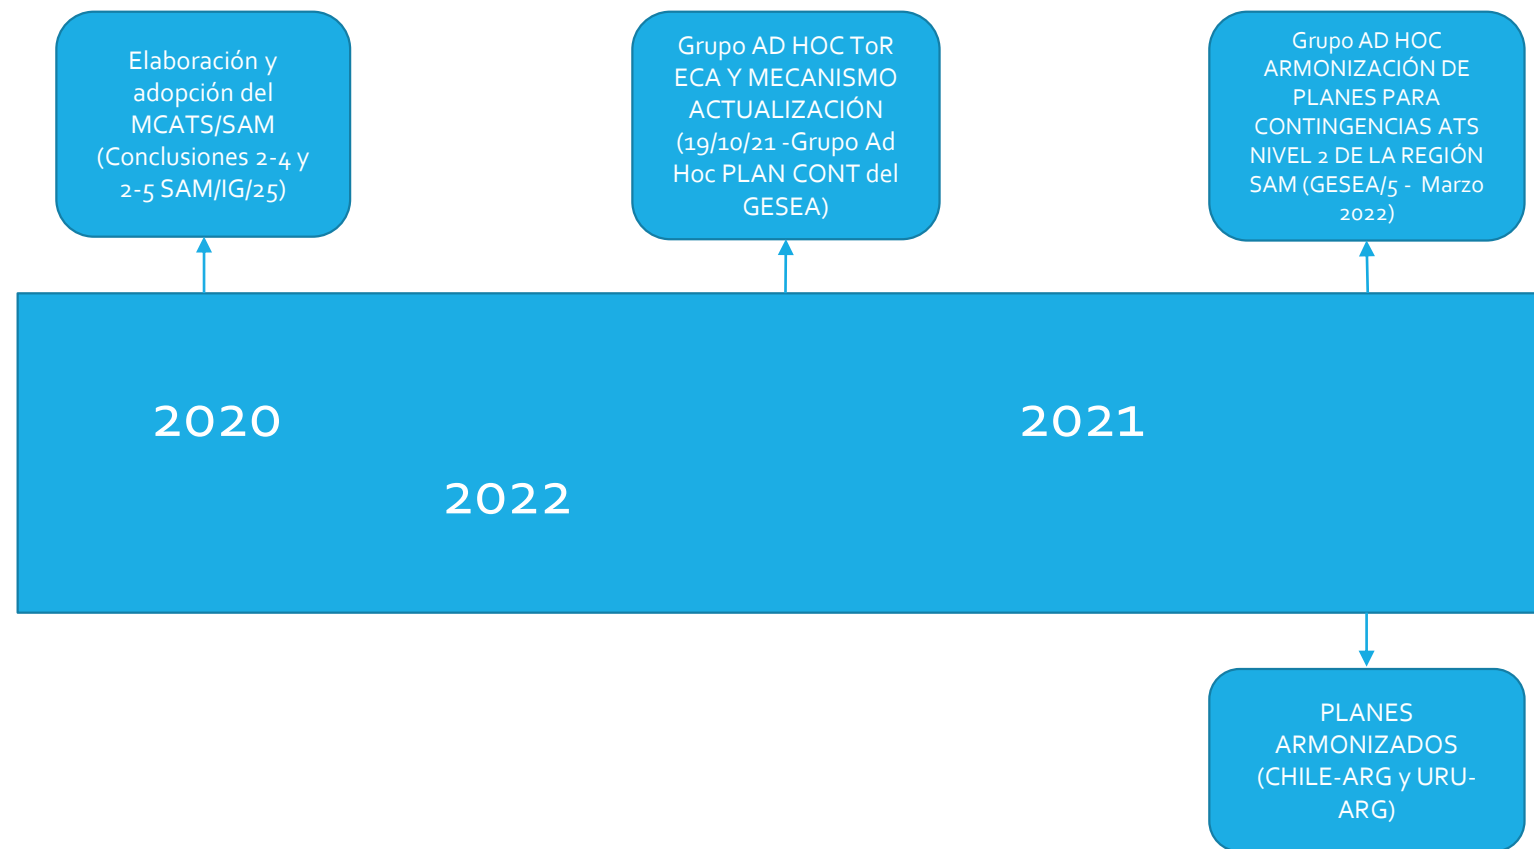 Elaboración y
adopción del
MCATS/SAM
(Conclusiones 2-4 y
2-5 SAM/IG/25)
Grupo AD HOC ToR
ECA Y MECANISMO
ACTUALIZACIÓN
(19/10/21 -Grupo Ad
Hoc PLAN CONT del
GESEA)
Grupo AD HOC
ARMONIZACIÓN DE
PLANES PARA
CONTINGENCIAS ATS
NIVEL 2 DE LA REGIÓN
SAM (GESEA/5 - Marzo
2022)
2020
2021
2022
PLANES
ARMONIZADOS
(CHILE-ARG y URU-
ARG)